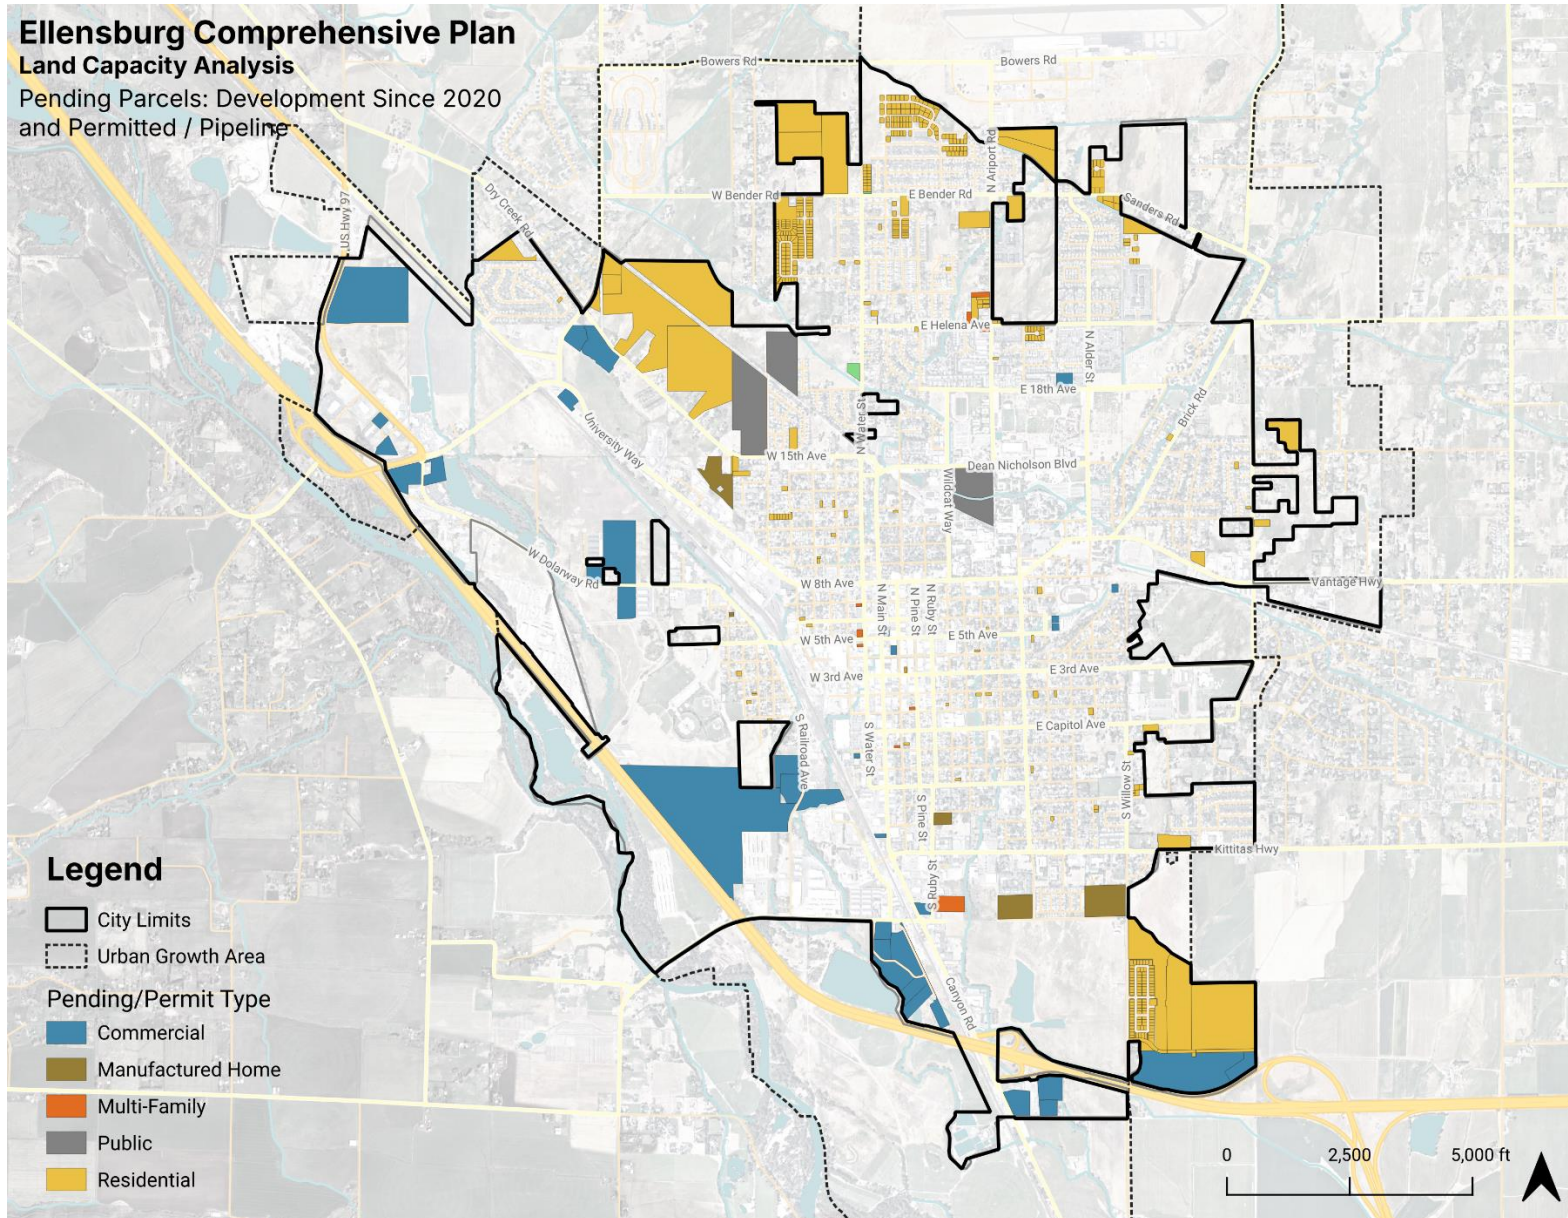 Ellensburg Comprehensive Plan
Land Capacity Analysis
Pending Parcels: Development Since 2020
and Permitted / Pipeline
Bowers Rd
Bowers Rd
N Ariport Rd
W Bender Rd
E Bender Rd
Sanders Rd
Dry Creek Rd
US Hwy 97
E Helena Ave
N Alder St
E 18th Ave
Brick Rd
N Water St
University Way
W 15th Ave
Dean Nicholson Blvd
Wildcat Way
W Dolarway Rd
W 8th Ave
Vantage Hwy
N Main St
N Pine St
N Ruby St
W 5th Ave
E 5th Ave
W 3rd Ave
E 3rd Ave
S Railroad Ave
S Water St
E Capitol Ave
S Willow St
S Pine St
Kittitas Hwy
S Ruby St
Canyon Rd
Legend
City Limits
Urban Growth Area
Pending/Permit Type
Commercial
Manufactured Home
Multi-Family
Public
Residential
0 2,500 5,000 ft